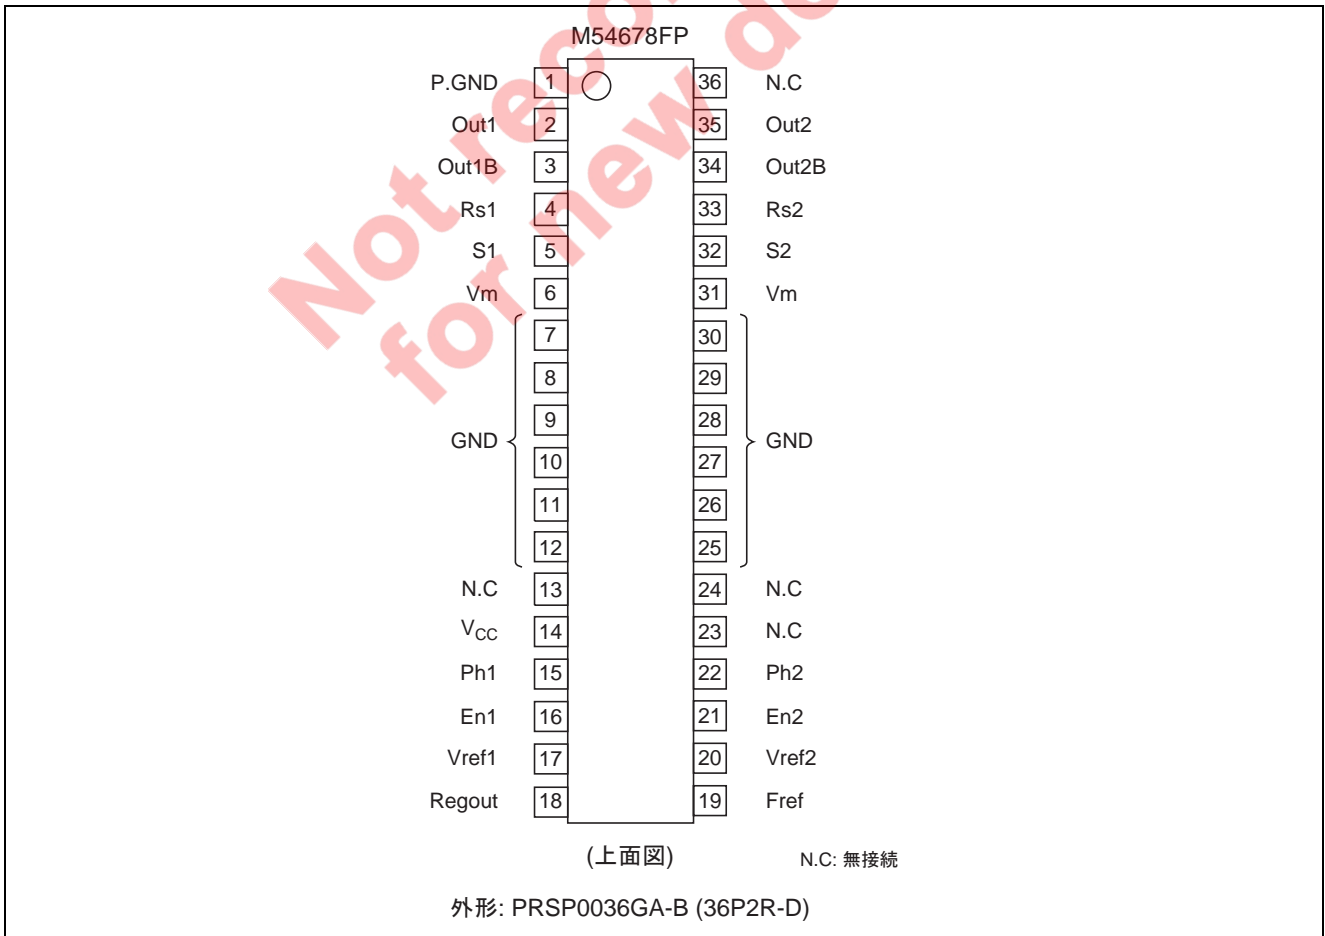 Not reco
for new de
M54678FP
P.GND 1 36 N.C
Out1 2 35 Out2
Out1B 3 34 Out2B
Rs1 4 33 Rs2
S1 5 32 S2
Vm 6 31 Vm
7 30
8 29
9 28
GND GND
10 27
11 26
12 25
N.C 13 24 N.C
VCC 14 23 N.C
Ph1 15 22 Ph2
En1 16 21 En2
Vref1 17 20 Vref2
Regout 18 19 Fref
(上面図) N.C: 無接続
外形: PRSP0036GA-B (36P2R-D)